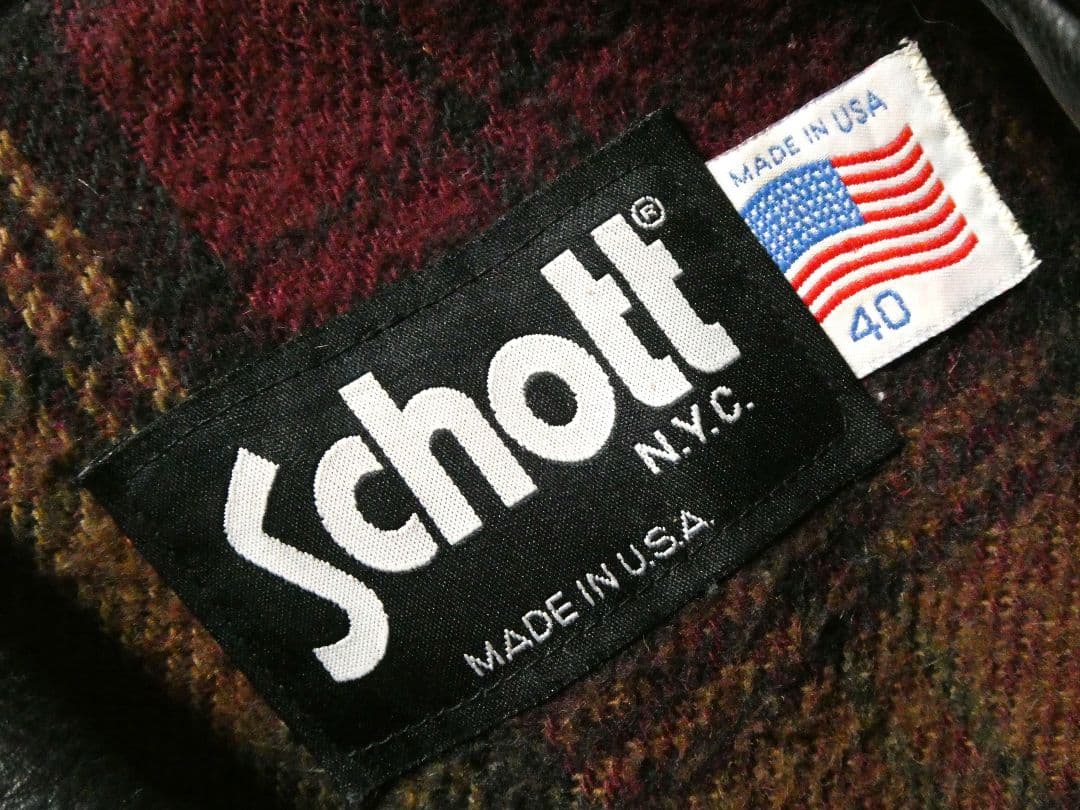 Schott®
N.Y.C.
MADE IN U.S.A.
MADE IN USA
40